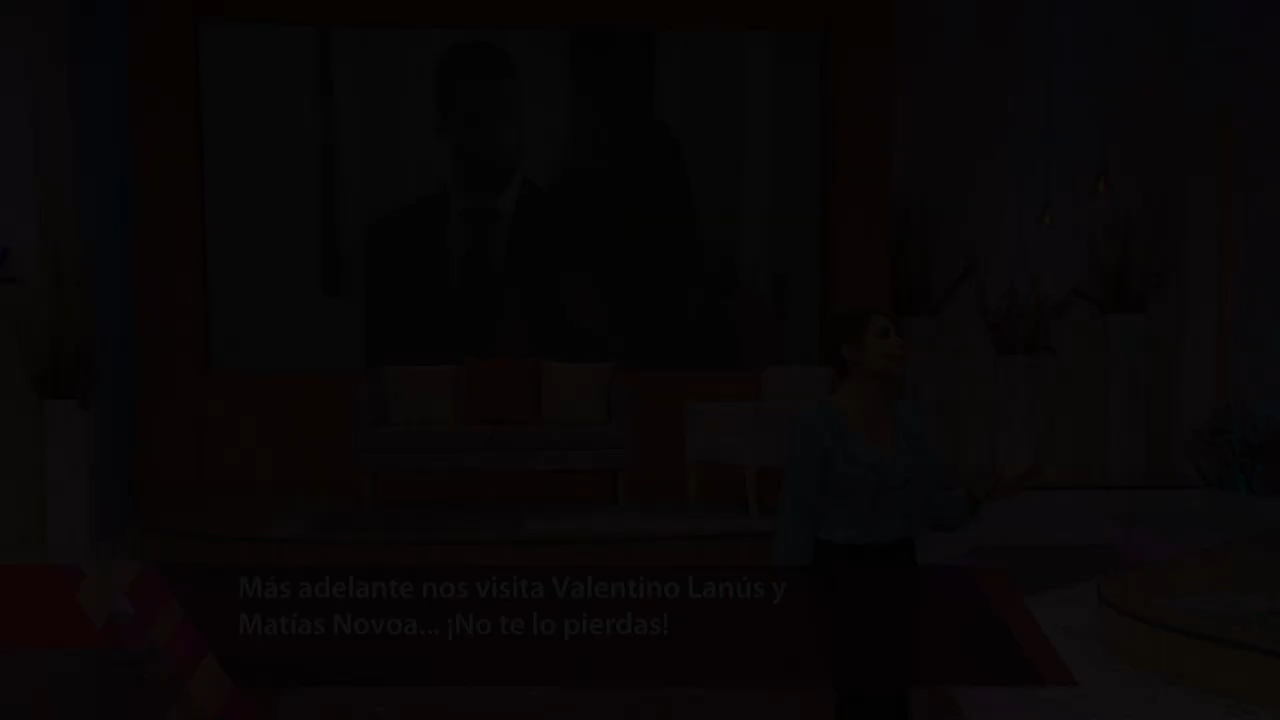 Más adelante nos visita Valentino Lanús y
Matías Novoa... ¡No te lo pierdas!